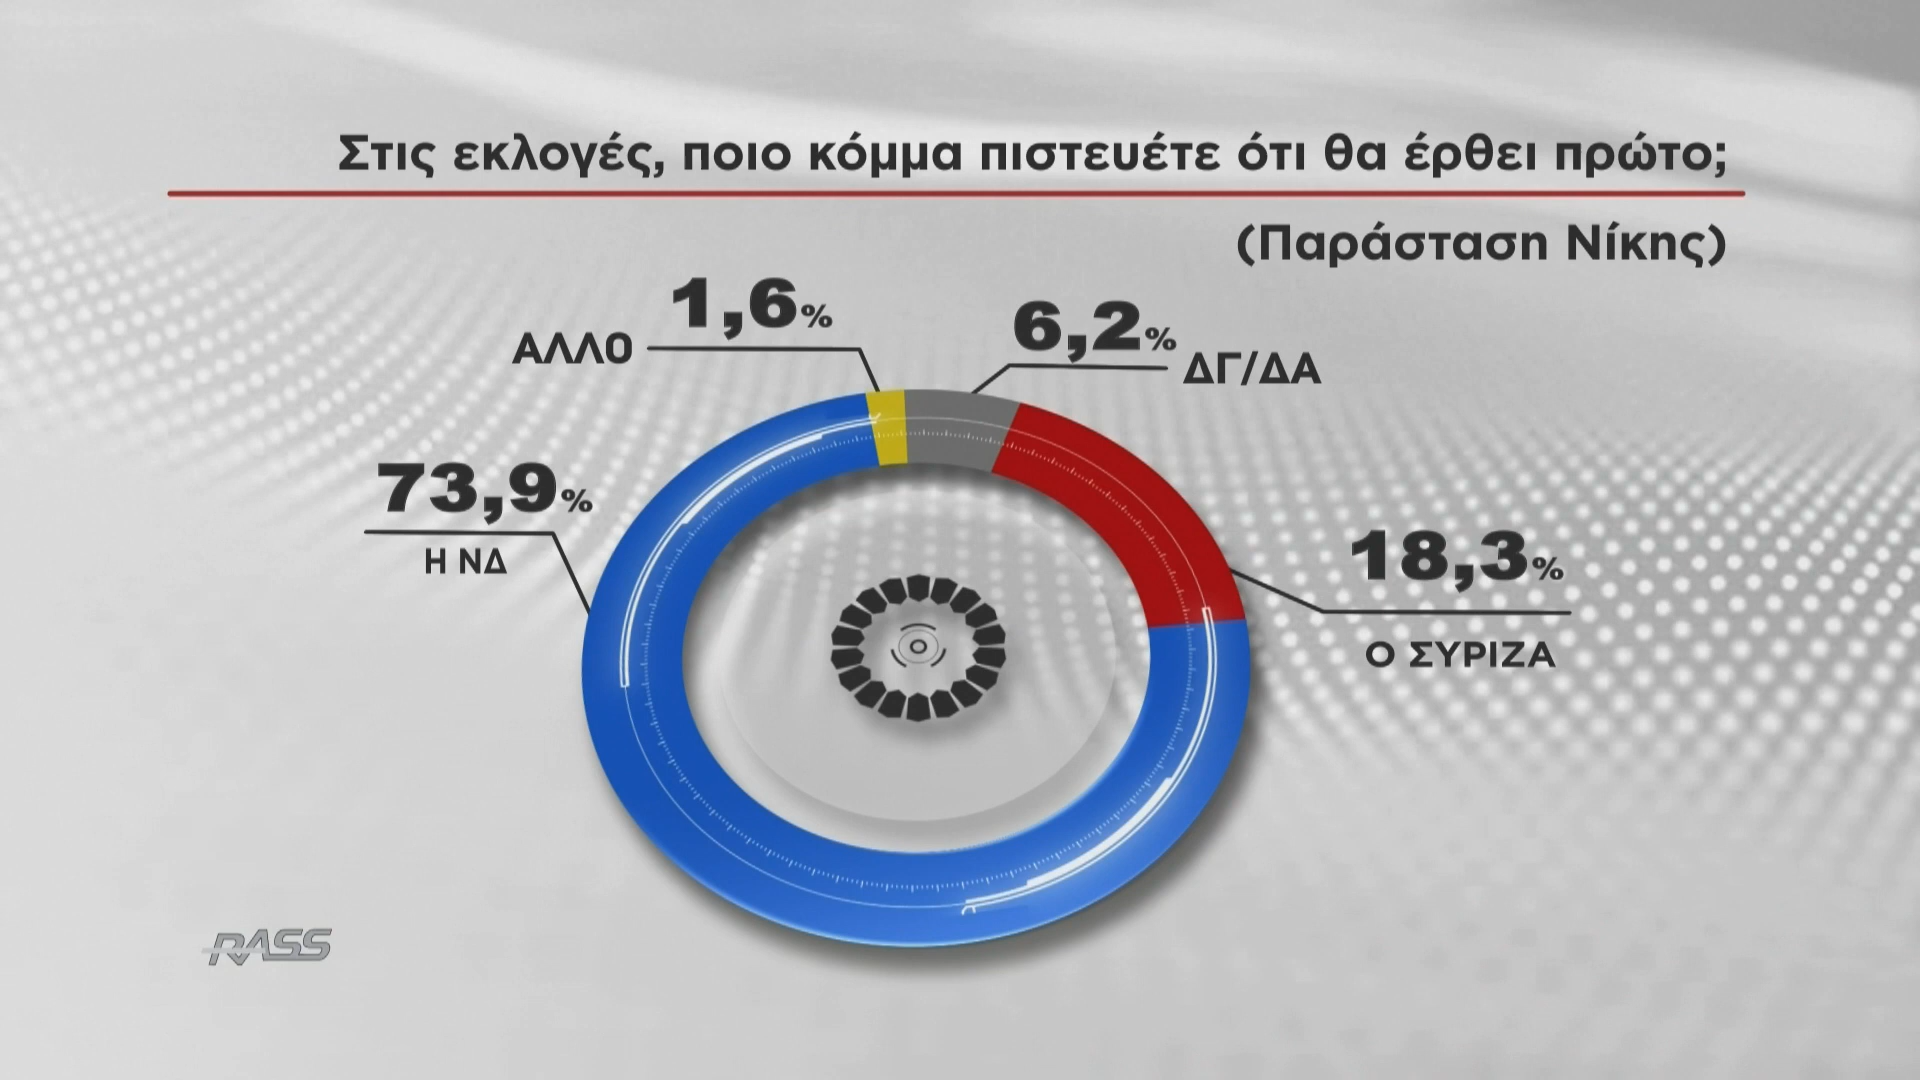 Στις εκλογές, ποιο κόμμα πιστευέτε ότι θα έρθει πρώτο;
(Παράσταση Νίκης)
1,6%
ΑΛΛΟ
6,2%
ΔΓ/ΔΑ
73,9%
Η ΝΔ
18,3%
Ο ΣΥΡΙΖΑ
RASS